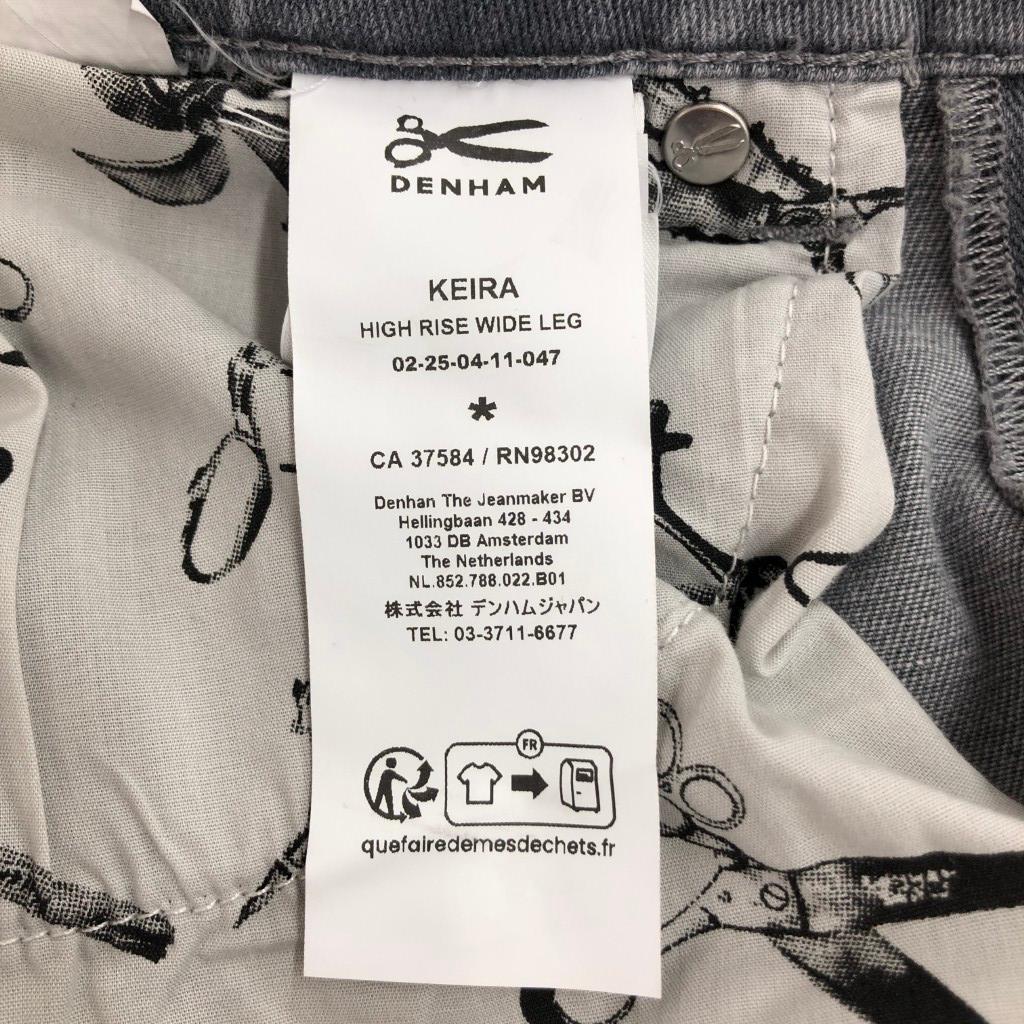 DENHAM
KEIRA
HIGH RISE WIDE LEG
02-25-04-11-047
*
CA 37584 / RN98302
Denhan The Jeanmaker BV
Hellingbaan 428 - 434
1033 DB Amsterdam
The Netherlands
NL.852.788.022.B01
株式会社 デンハムジャパン
TEL: 03-3711-6677
FR
quefairedemesdechets.fr